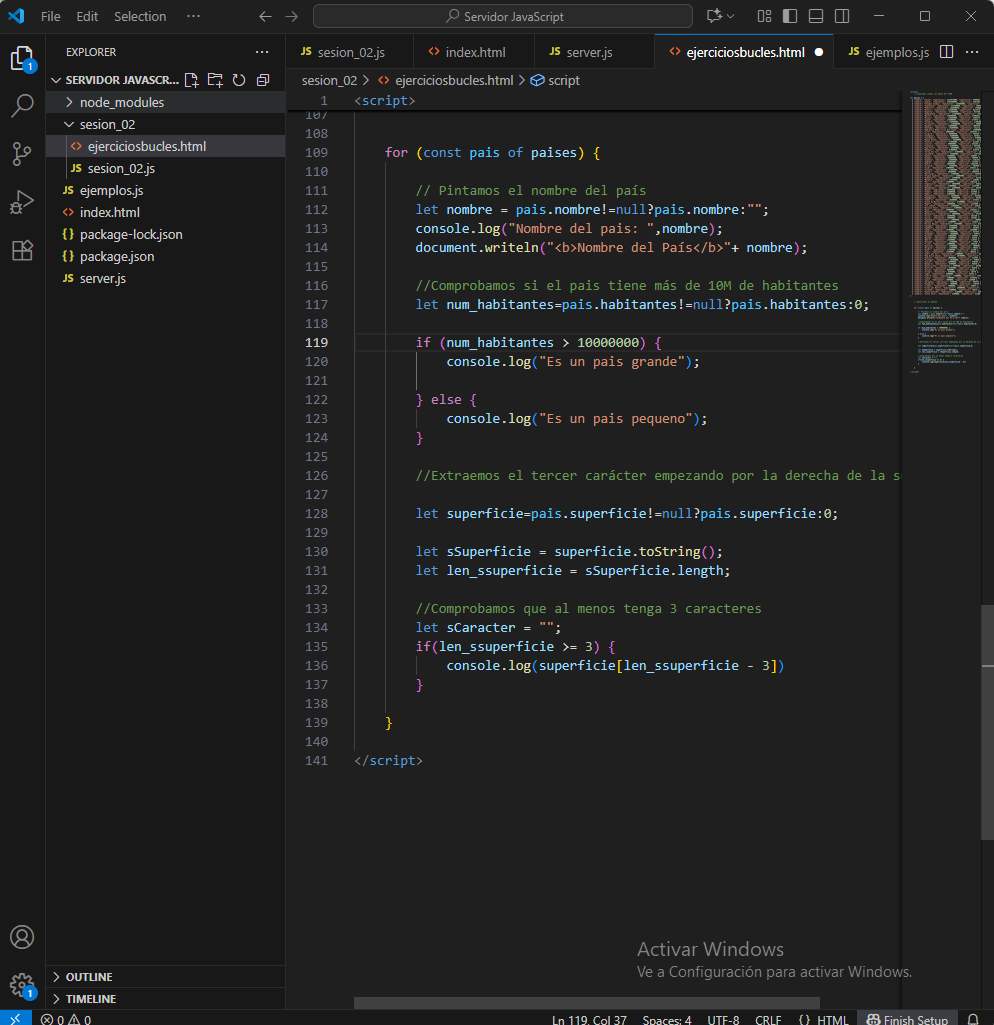 File Edit Selection ··· Servidor JavaScript
EXPLORER ···
SERVIDOR JAVASCR...
node_modules
sesion_02
ejerciciosbucles.html
JS sesion_02.js
JS ejemplos.js
index.html
{} package-lock.json
{} package.json
JS server.js
OUTLINE
TIMELINE
JS sesion_02.js <> index.html JS server.js <> ejerciciosbucles.html ● JS ejemplos.js ···
sesion_02 > <> ejerciciosbucles.html > script
1 <script>
107
108
109 for (const pais of paises) {
110
111 // Pintamos el nombre del país
112 let nombre = pais.nombre!=null?pais.nombre:"";
113 console.log("Nombre del pais: ",nombre);
114 document.writeln("<b>Nombre del País</b>"+ nombre);
115
116 //Comprobamos si el pais tiene más de 10M de habitantes
117 let num_habitantes=pais.habitantes!=null?pais.habitantes:0;
118
119 if (num_habitantes > 10000000) {
120 console.log("Es un pais grande");
121
122 } else {
123 console.log("Es un pais pequeno");
124 }
125
126 //Extraemos el tercer carácter empezando por la derecha de la s
127
128 let superficie=pais.superficie!=null?pais.superficie:0;
129
130 let sSuperficie = superficie.toString();
131 let len_ssuperficie = sSuperficie.length;
132
133 //Comprobamos que al menos tenga 3 caracteres
134 let sCaracter = "";
135 if(len_ssuperficie >= 3) {
136 console.log(superficie[len_ssuperficie - 3])
137 }
138
139 }
140
141 </script>
Activar Windows
Ve a Configuración para activar Windows.
1
1
0 0 Ln 119, Col 37 Spaces: 4 UTF-8 CRLF {} HTML Finish Setup